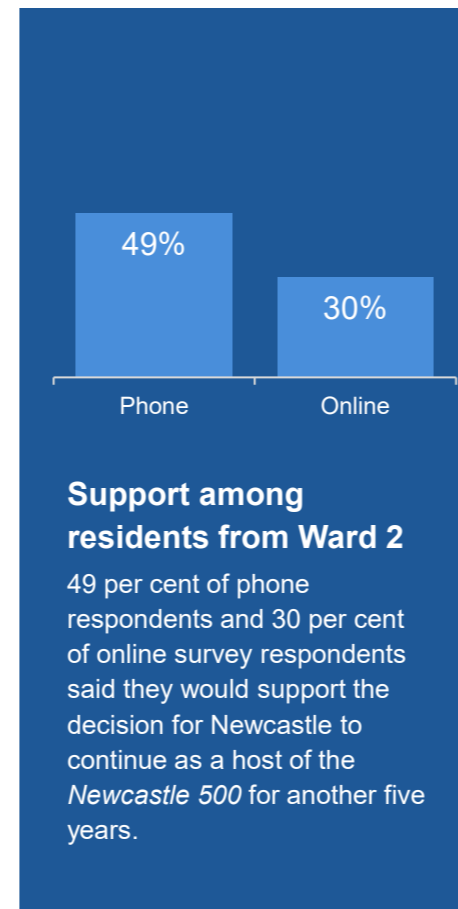 49%
30%
Phone Online
Support among
residents from Ward 2
49 per cent of phone
respondents and 30 per cent
of online survey respondents
said they would support the
decision for Newcastle to
continue as a host of the
Newcastle 500 for another five
years.